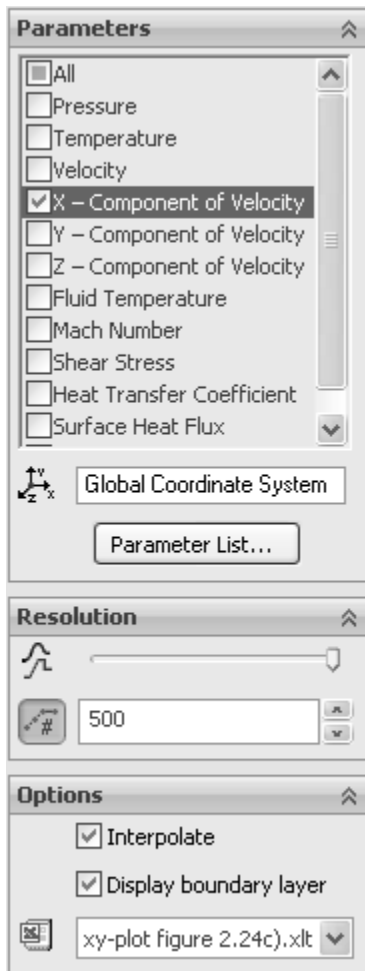 Parameters
All
Pressure
Temperature
Velocity
X – Component of Velocity
Y – Component of Velocity
Z – Component of Velocity
Fluid Temperature
Mach Number
Shear Stress
Heat Transfer Coefficient
Surface Heat Flux
Y
Z X
Global Coordinate System
Parameter List...
Resolution
#
500
Options
Interpolate
Display boundary layer
xy-plot figure 2.24c).xlt